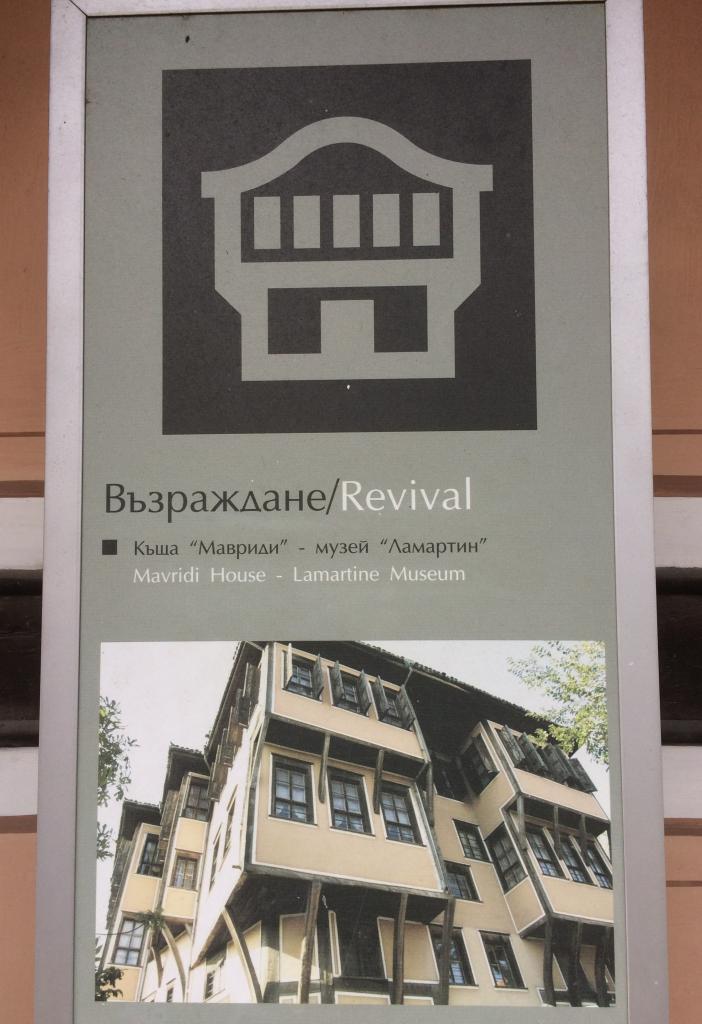 Възраждане/Revival
Къща “Мавриди” - музей “Ламартин”
Mavridi House - Lamartine Museum